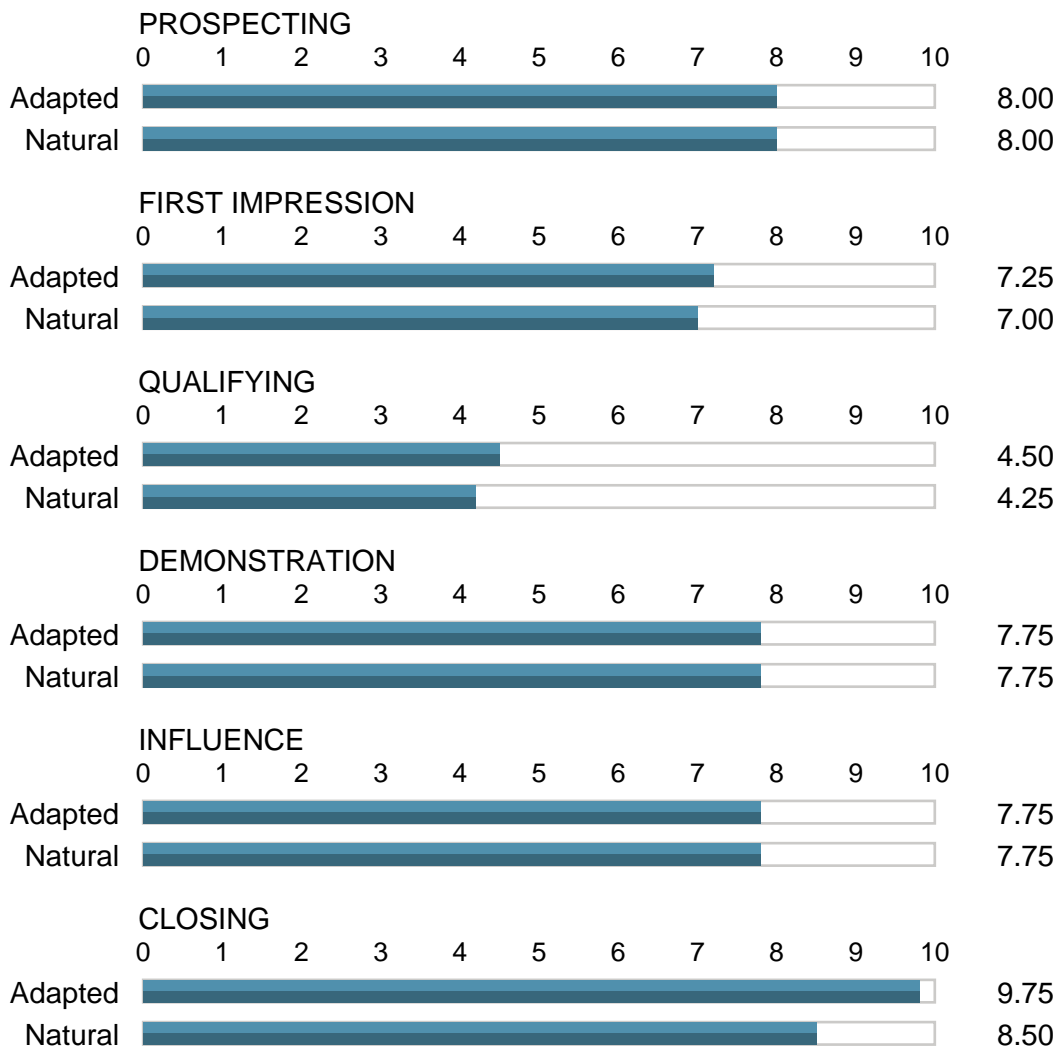 PROSPECTING
0 1 2 3 4 5 6 7 8 9 10
Adapted 8.00
Natural 8.00
FIRST IMPRESSION
0 1 2 3 4 5 6 7 8 9 10
Adapted 7.25
Natural 7.00
QUALIFYING
0 1 2 3 4 5 6 7 8 9 10
Adapted 4.50
Natural 4.25
DEMONSTRATION
0 1 2 3 4 5 6 7 8 9 10
Adapted 7.75
Natural 7.75
INFLUENCE
0 1 2 3 4 5 6 7 8 9 10
Adapted 7.75
Natural 7.75
CLOSING
0 1 2 3 4 5 6 7 8 9 10
Adapted 9.75
Natural 8.50